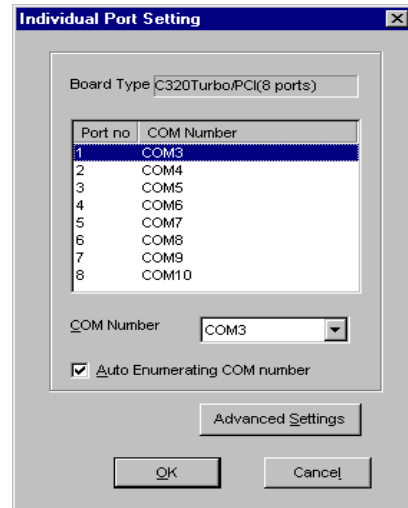 Individual Port Setting
Board Type C320Turbo/PCI(8 ports)
Port no COM Number
1 COM3
2 COM4
3 COM5
4 COM6
5 COM7
6 COM8
7 COM9
8 COM10
COM Number COM3
Auto Enumerating COM number
Advanced Settings
OK Cancel